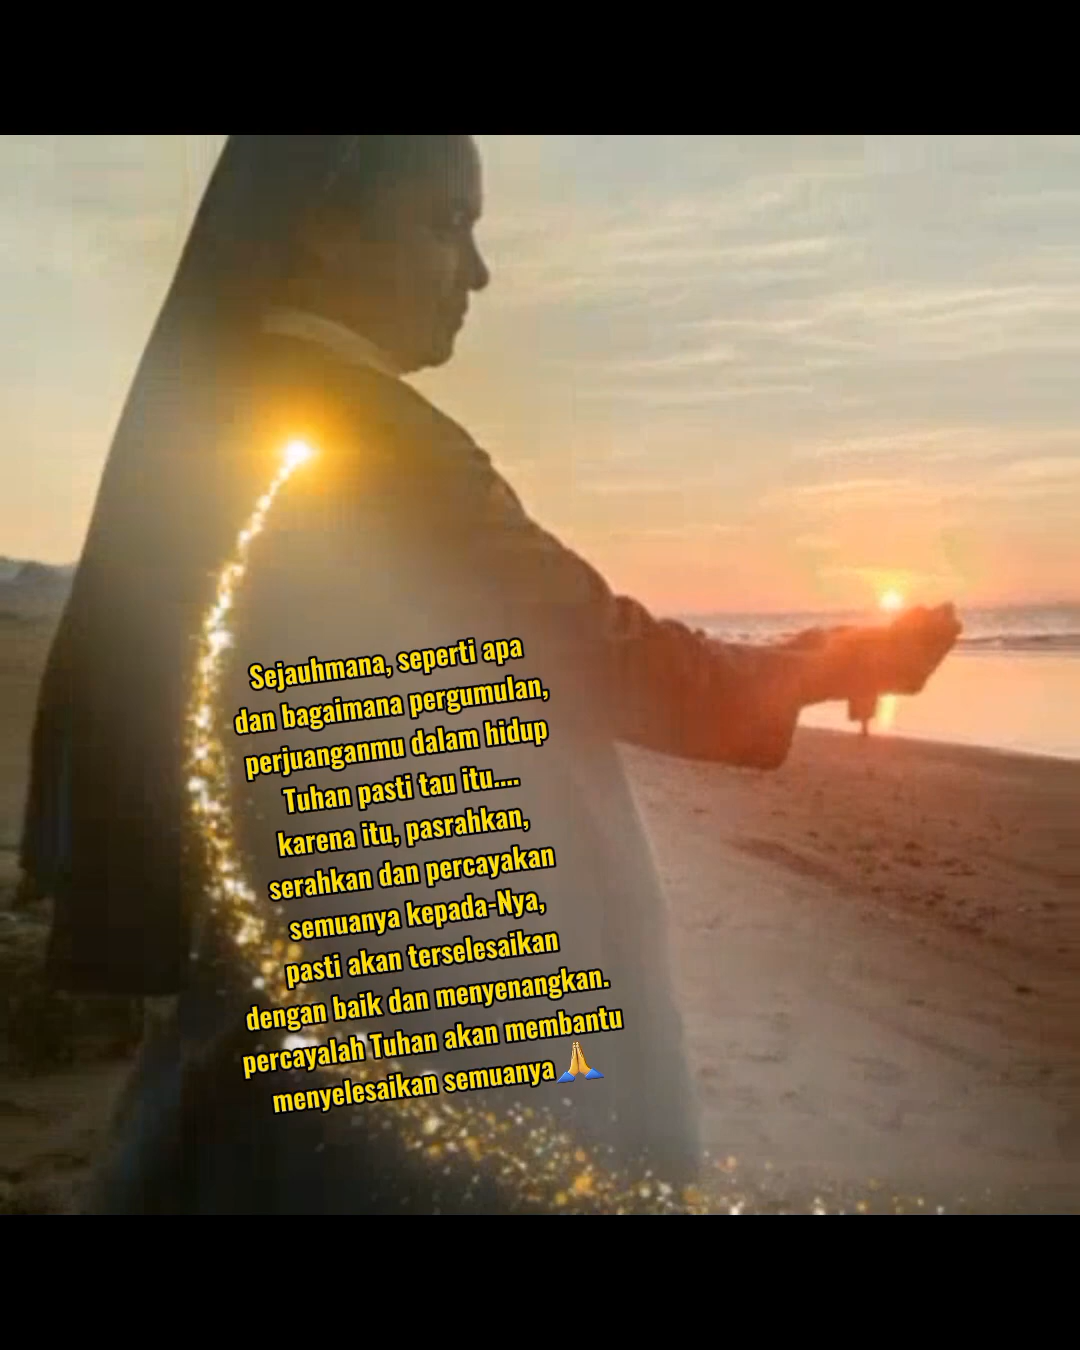 Sejauhmana, seperti apa
dan bagaimana pergumulan,
perjuanganmu dalam hidup
Tuhan pasti tau itu....
karena itu, pasrahkan,
serahkan dan percayakan
semuanya kepada-Nya,
pasti akan terselesaikan
dengan baik dan menyenangkan.
percayalah Tuhan akan membantu
menyelesaikan semuanya🙏